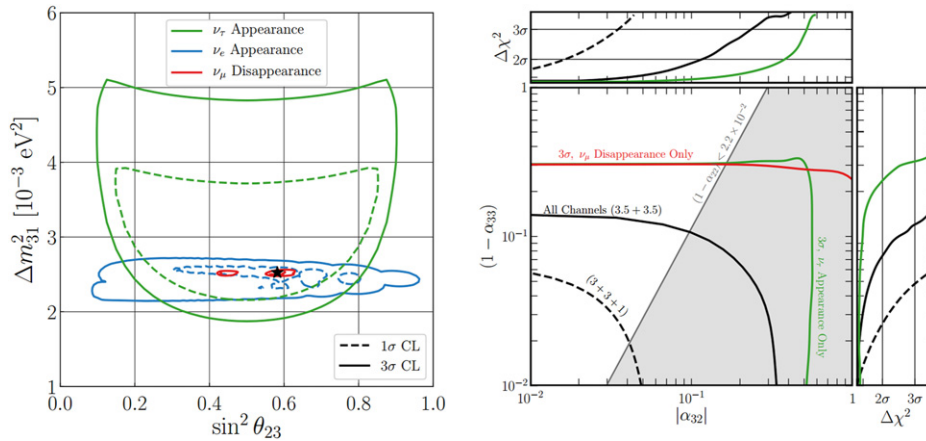 6
5
4
3
2
1
Δm²₃₁ [10⁻³ eV²]
ν_τ Appearance
ν_e Appearance
ν_μ Disappearance
1σ CL
3σ CL
0.0 0.2 0.4 0.6 0.8 1.0
sin² θ₂₃
3σ
2σ
1
Δχ²
1
10⁻¹
10⁻²
(1 − α₃₃)
3σ, ν_μ Disappearance Only
(1 − α₂₂) < 2.2 × 10⁻²
All Channels (3.5 + 3.5)
(3 + 3 + 1)
3σ, ν_τ Appearance Only
10⁻² 10⁻¹ 1
|α₃₂|
1 2σ 3σ
Δχ²